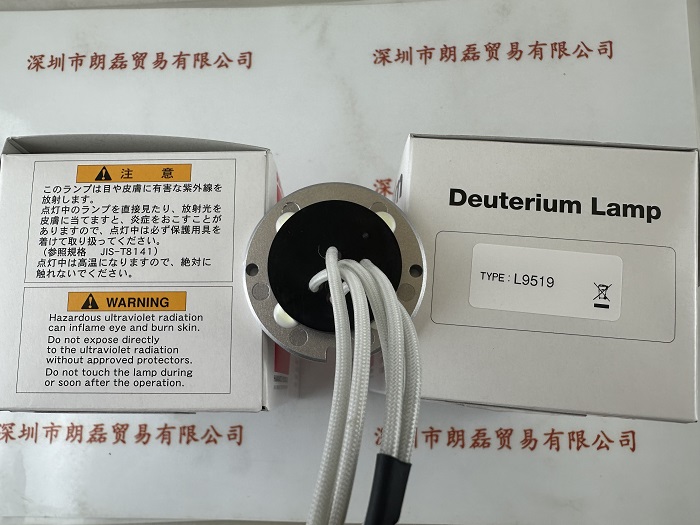 深圳市朗磊贸易有限公司
深圳市朗磊贸易有限公司
注 意
このランプは目や皮膚に有害な紫外線を
放射します。
点灯中のランプを直接見たり、放射光を
皮膚に当てますと、炎症をおこすことが
ありますので、点灯中は必ず保護用具を
着けて取り扱ってください。
(参照規格 JIS-T8141)
点灯中は高温になりますので、絶対に
触れないでください。
WARNING
Hazardous ultraviolet radiation
can inflame eye and burn skin.
Do not expose directly
to the ultraviolet radiation
without approved protectors.
Do not touch the lamp during
or soon after the operation.
Deuterium Lamp
TYPE : L9519
深圳市朗磊贸易有限公司
深圳市朗磊贸易有限公司